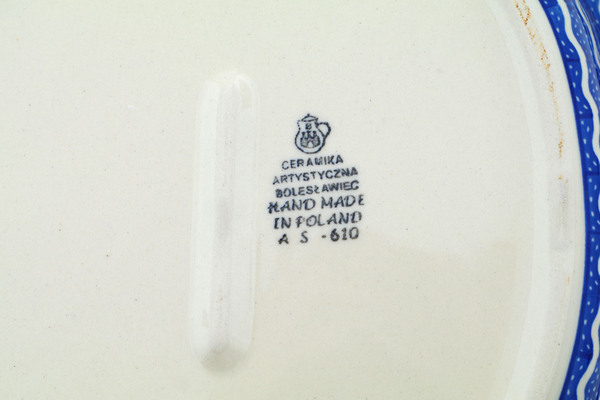 B
CERAMIKA
ARTYSTYCZNA
BOLESŁAWIEC
HAND MADE
IN POLAND
A S - 610